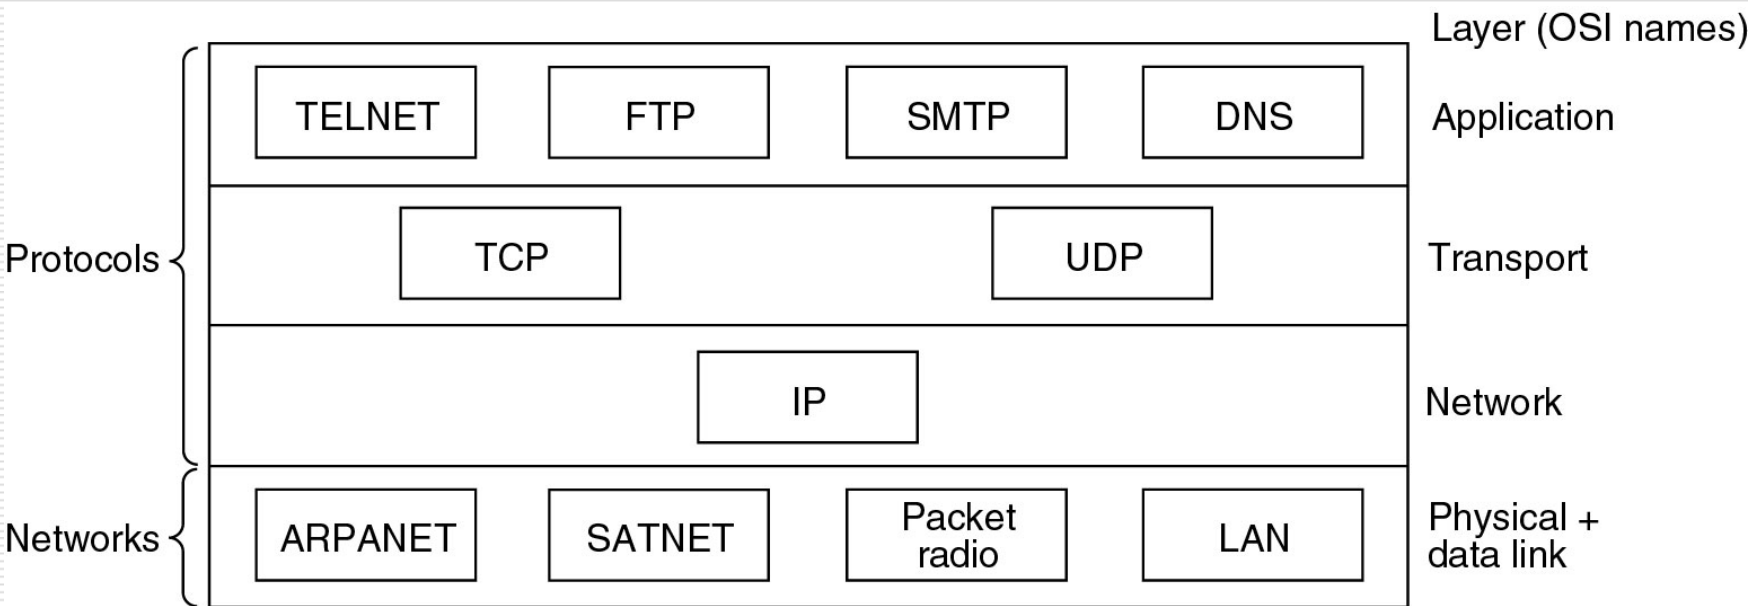 Layer (OSI names)
TELNET
FTP
SMTP
DNS
Application
Protocols
TCP
UDP
Transport
IP
Network
Networks
ARPANET
SATNET
Packet
radio
LAN
Physical +
data link